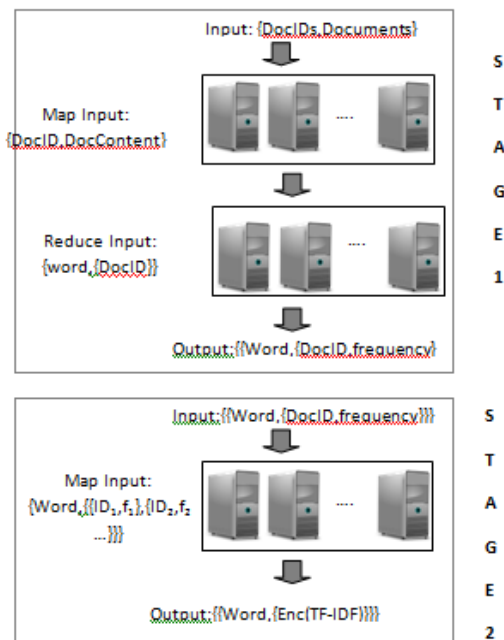 Input: {DocIDs,Documents}
Map Input:
{DocID,DocContent}
....
Reduce Input:
{word,{DocID}}
....
Output:{{Word,{DocID,frequency}
S
T
A
G
E
1
Input:{{Word,{DocID,frequency}}}
Map Input:
{Word,{{ID₁,f₁},{ID₂,f₂
...}}}
....
Output:{{Word,{Enc(TF-IDF)}}}}
S
T
A
G
E
2